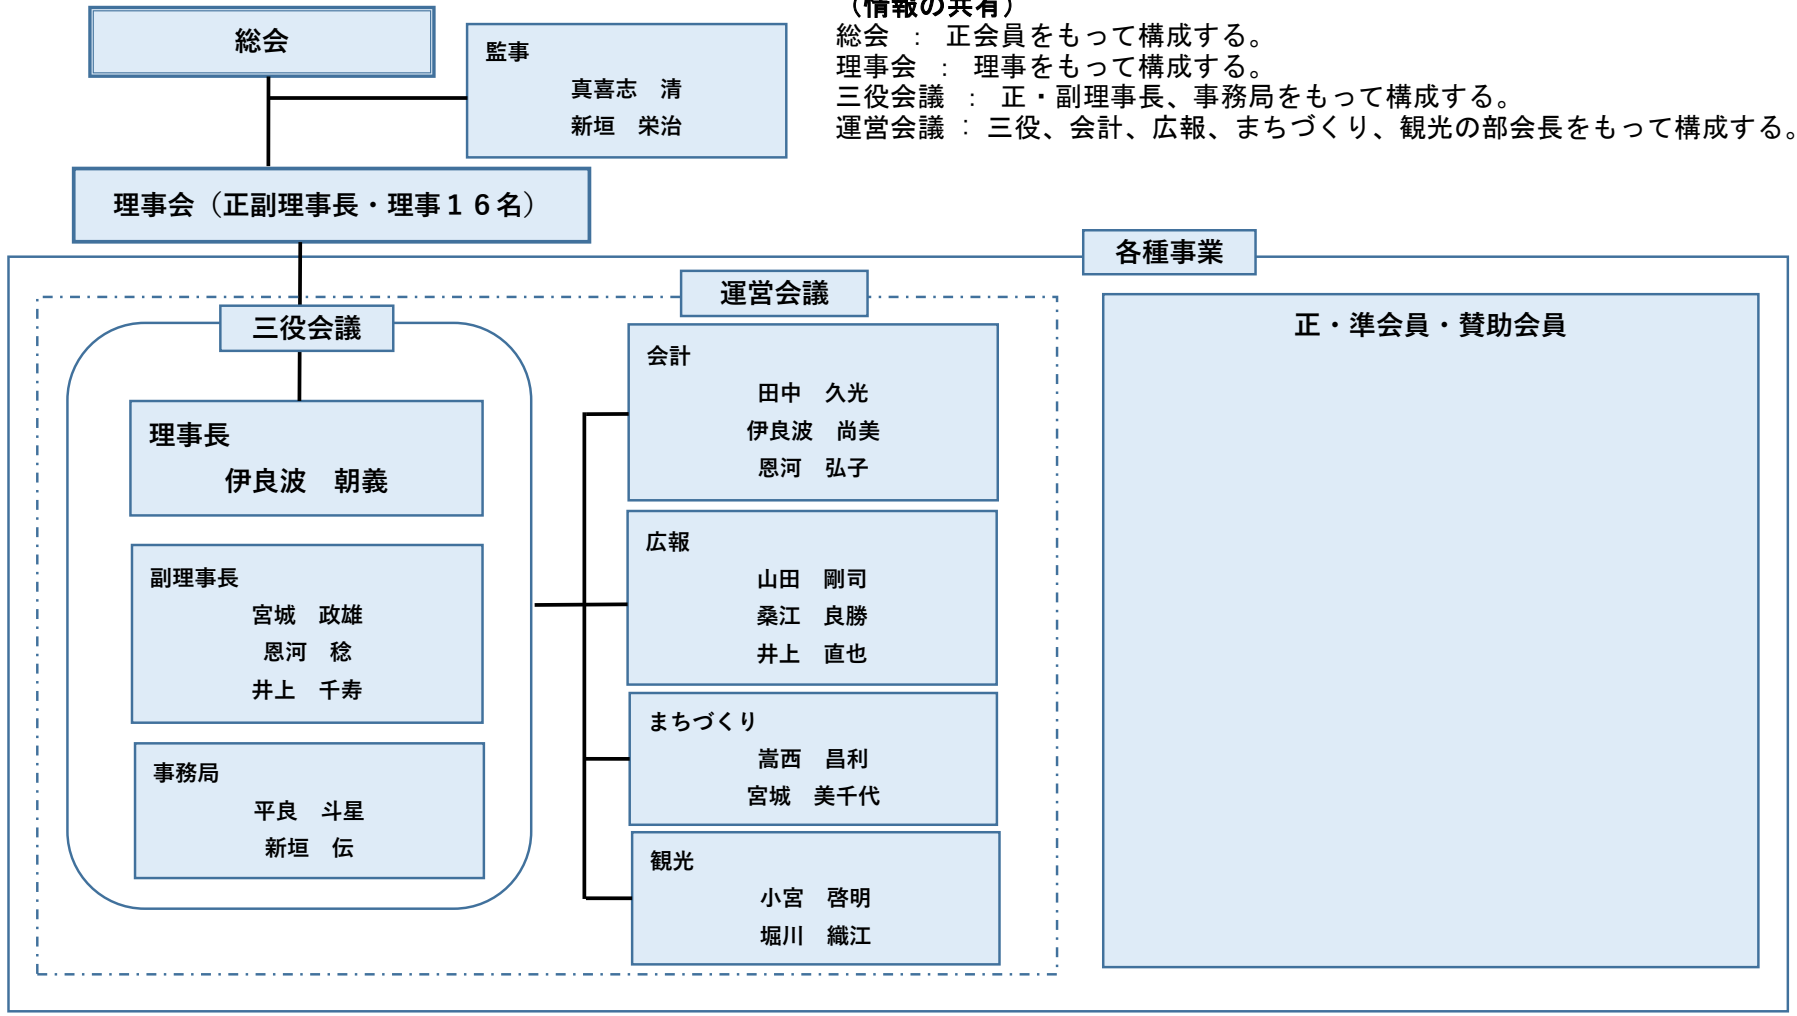 総会
監事
真喜志　清
新垣　栄治
（情報の共有）
総会　：　正会員をもって構成する。
理事会　：　理事をもって構成する。
三役会議　：　正・副理事長、事務局をもって構成する。
運営会議：三役、会計、広報、まちづくり、観光の部会長をもって構成する。
理事会（正副理事長・理事１６名）
各種事業
運営会議
三役会議
理事長
伊良波　朝義
副理事長
宮城　政雄
恩河　稔
井上　千寿
事務局
平良　斗星
新垣　伝
会計
田中　久光
伊良波　尚美
恩河　弘子
広報
山田　剛司
桑江　良勝
井上　直也
まちづくり
嵩西　昌利
宮城　美千代
観光
小宮　啓明
堀川　織江
正・準会員・賛助会員